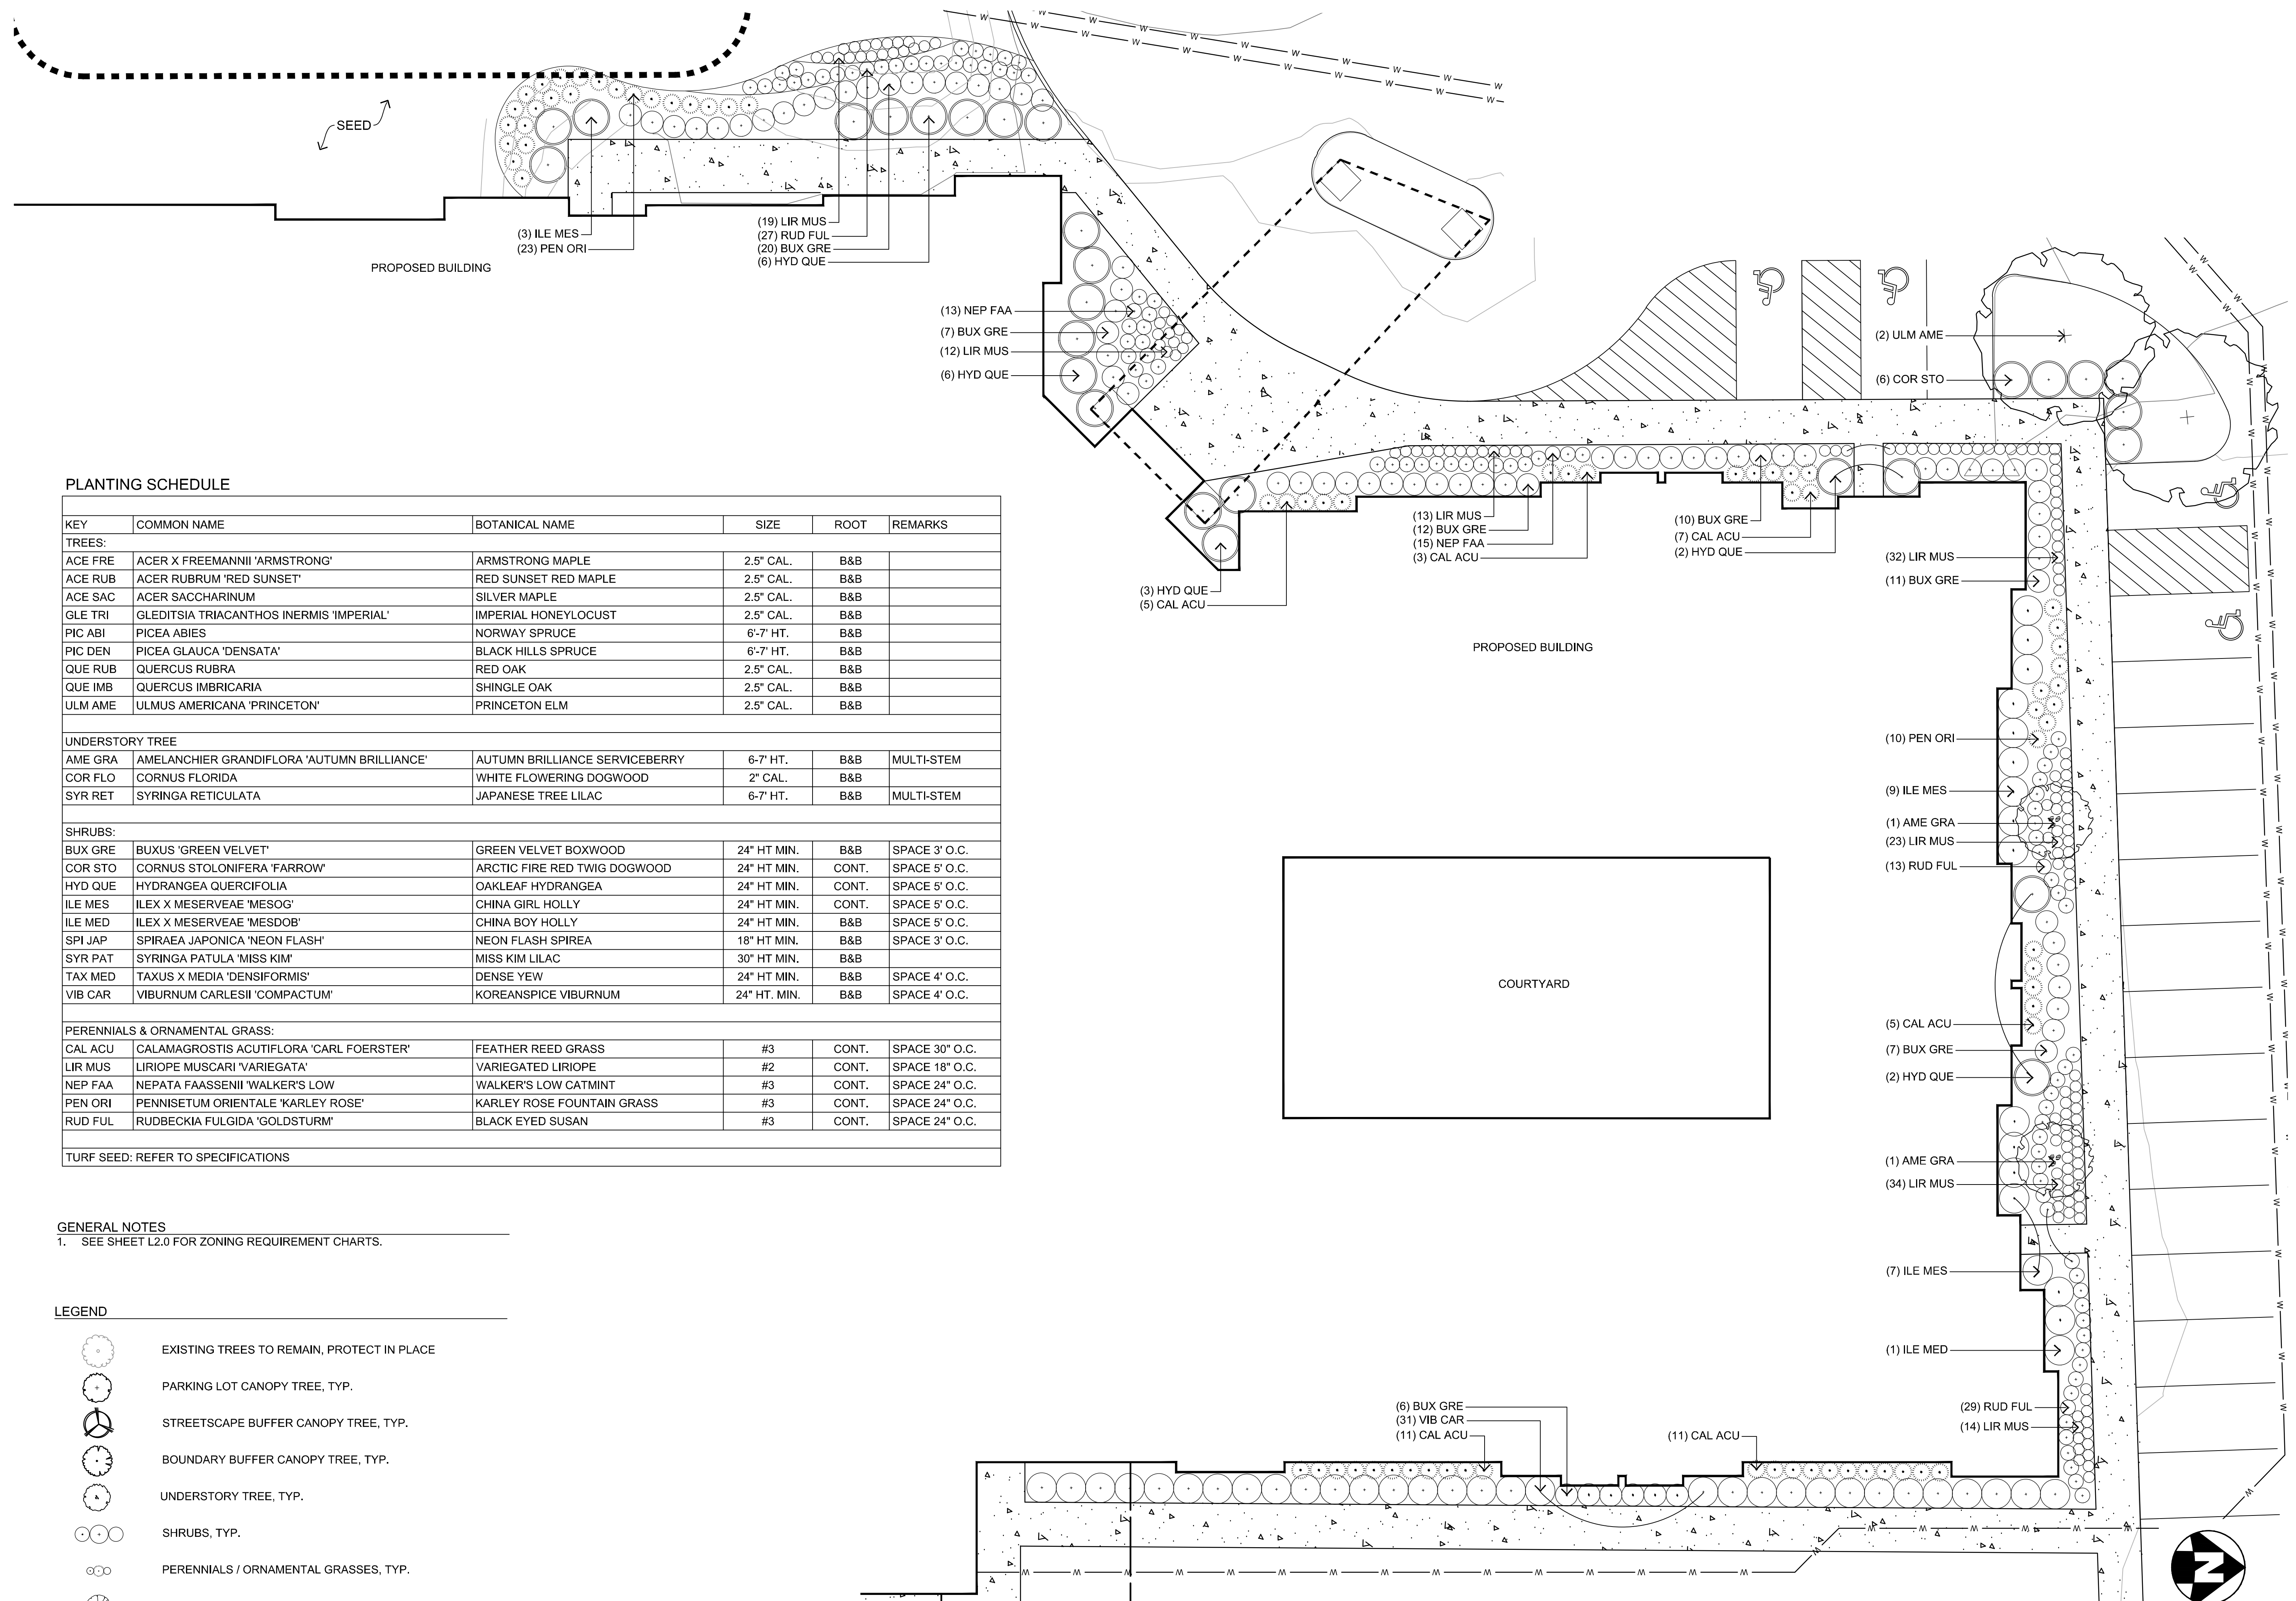 SEED
(3) ILE MES
(23) PEN ORI
(19) LIR MUS
(27) RUD FUL
(20) BUX GRE
(6) HYD QUE
PROPOSED BUILDING
(13) NEP FAA
(7) BUX GRE
(12) LIR MUS
(6) HYD QUE
(2) ULM AME
(6) COR STO
(13) LIR MUS
(12) BUX GRE
(15) NEP FAA
(3) CAL ACU
(10) BUX GRE
(7) CAL ACU
(2) HYD QUE
(3) HYD QUE
(5) CAL ACU
(32) LIR MUS
(11) BUX GRE
PROPOSED BUILDING
(10) PEN ORI
(9) ILE MES
(1) AME GRA
(23) LIR MUS
(13) RUD FUL
COURTYARD
(5) CAL ACU
(7) BUX GRE
(2) HYD QUE
(1) AME GRA
(34) LIR MUS
(7) ILE MES
(1) ILE MED
(29) RUD FUL
(14) LIR MUS
(6) BUX GRE
(31) VIB CAR
(11) CAL ACU
(11) CAL ACU
N
PLANTING SCHEDULE
KEY COMMON NAME BOTANICAL NAME SIZE ROOT REMARKS
TREES:
ACE FRE ACER X FREEMANNII 'ARMSTRONG' ARMSTRONG MAPLE 2.5" CAL. B&B
ACE RUB ACER RUBRUM 'RED SUNSET' RED SUNSET RED MAPLE 2.5" CAL. B&B
ACE SAC ACER SACCHARINUM SILVER MAPLE 2.5" CAL. B&B
GLE TRI GLEDITSIA TRIACANTHOS INERMIS 'IMPERIAL' IMPERIAL HONEYLOCUST 2.5" CAL. B&B
PIC ABI PICEA ABIES NORWAY SPRUCE 6'-7' HT. B&B
PIC DEN PICEA GLAUCA 'DENSATA' BLACK HILLS SPRUCE 6'-7' HT. B&B
QUE RUB QUERCUS RUBRA RED OAK 2.5" CAL. B&B
QUE IMB QUERCUS IMBRICARIA SHINGLE OAK 2.5" CAL. B&B
ULM AME ULMUS AMERICANA 'PRINCETON' PRINCETON ELM 2.5" CAL. B&B
UNDERSTORY TREE
AME GRA AMELANCHIER GRANDIFLORA 'AUTUMN BRILLIANCE' AUTUMN BRILLIANCE SERVICEBERRY 6-7' HT. B&B MULTI-STEM
COR FLO CORNUS FLORIDA WHITE FLOWERING DOGWOOD 2" CAL. B&B
SYR RET SYRINGA RETICULATA JAPANESE TREE LILAC 6-7' HT. B&B MULTI-STEM
SHRUBS:
BUX GRE BUXUS 'GREEN VELVET' GREEN VELVET BOXWOOD 24" HT MIN. B&B SPACE 3' O.C.
COR STO CORNUS STOLONIFERA 'FARROW' ARCTIC FIRE RED TWIG DOGWOOD 24" HT MIN. CONT. SPACE 5' O.C.
HYD QUE HYDRANGEA QUERCIFOLIA OAKLEAF HYDRANGEA 24" HT MIN. CONT. SPACE 5' O.C.
ILE MES ILEX X MESERVEAE 'MESOG' CHINA GIRL HOLLY 24" HT MIN. CONT. SPACE 5' O.C.
ILE MED ILEX X MESERVEAE 'MESDOB' CHINA BOY HOLLY 24" HT MIN. B&B SPACE 5' O.C.
SPI JAP SPIRAEA JAPONICA 'NEON FLASH' NEON FLASH SPIREA 18" HT MIN. B&B SPACE 3' O.C.
SYR PAT SYRINGA PATULA 'MISS KIM' MISS KIM LILAC 30" HT MIN. B&B
TAX MED TAXUS X MEDIA 'DENSIFORMIS' DENSE YEW 24" HT MIN. B&B SPACE 4' O.C.
VIB CAR VIBURNUM CARLESII 'COMPACTUM' KOREANSPICE VIBURNUM 24" HT. MIN. B&B SPACE 4' O.C.
PERENNIALS & ORNAMENTAL GRASS:
CAL ACU CALAMAGROSTIS ACUTIFLORA 'CARL FOERSTER' FEATHER REED GRASS #3 CONT. SPACE 30" O.C.
LIR MUS LIRIOPE MUSCARI 'VARIEGATA' VARIEGATED LIRIOPE #2 CONT. SPACE 18" O.C.
NEP FAA NEPATA FAASSENII 'WALKER'S LOW WALKER'S LOW CATMINT #3 CONT. SPACE 24" O.C.
PEN ORI PENNISETUM ORIENTALE 'KARLEY ROSE' KARLEY ROSE FOUNTAIN GRASS #3 CONT. SPACE 24" O.C.
RUD FUL RUDBECKIA FULGIDA 'GOLDSTURM' BLACK EYED SUSAN #3 CONT. SPACE 24" O.C.
TURF SEED: REFER TO SPECIFICATIONS
GENERAL NOTES
1. SEE SHEET L2.0 FOR ZONING REQUIREMENT CHARTS.
LEGEND
EXISTING TREES TO REMAIN, PROTECT IN PLACE
PARKING LOT CANOPY TREE, TYP.
STREETSCAPE BUFFER CANOPY TREE, TYP.
BOUNDARY BUFFER CANOPY TREE, TYP.
UNDERSTORY TREE, TYP.
SHRUBS, TYP.
PERENNIALS / ORNAMENTAL GRASSES, TYP.